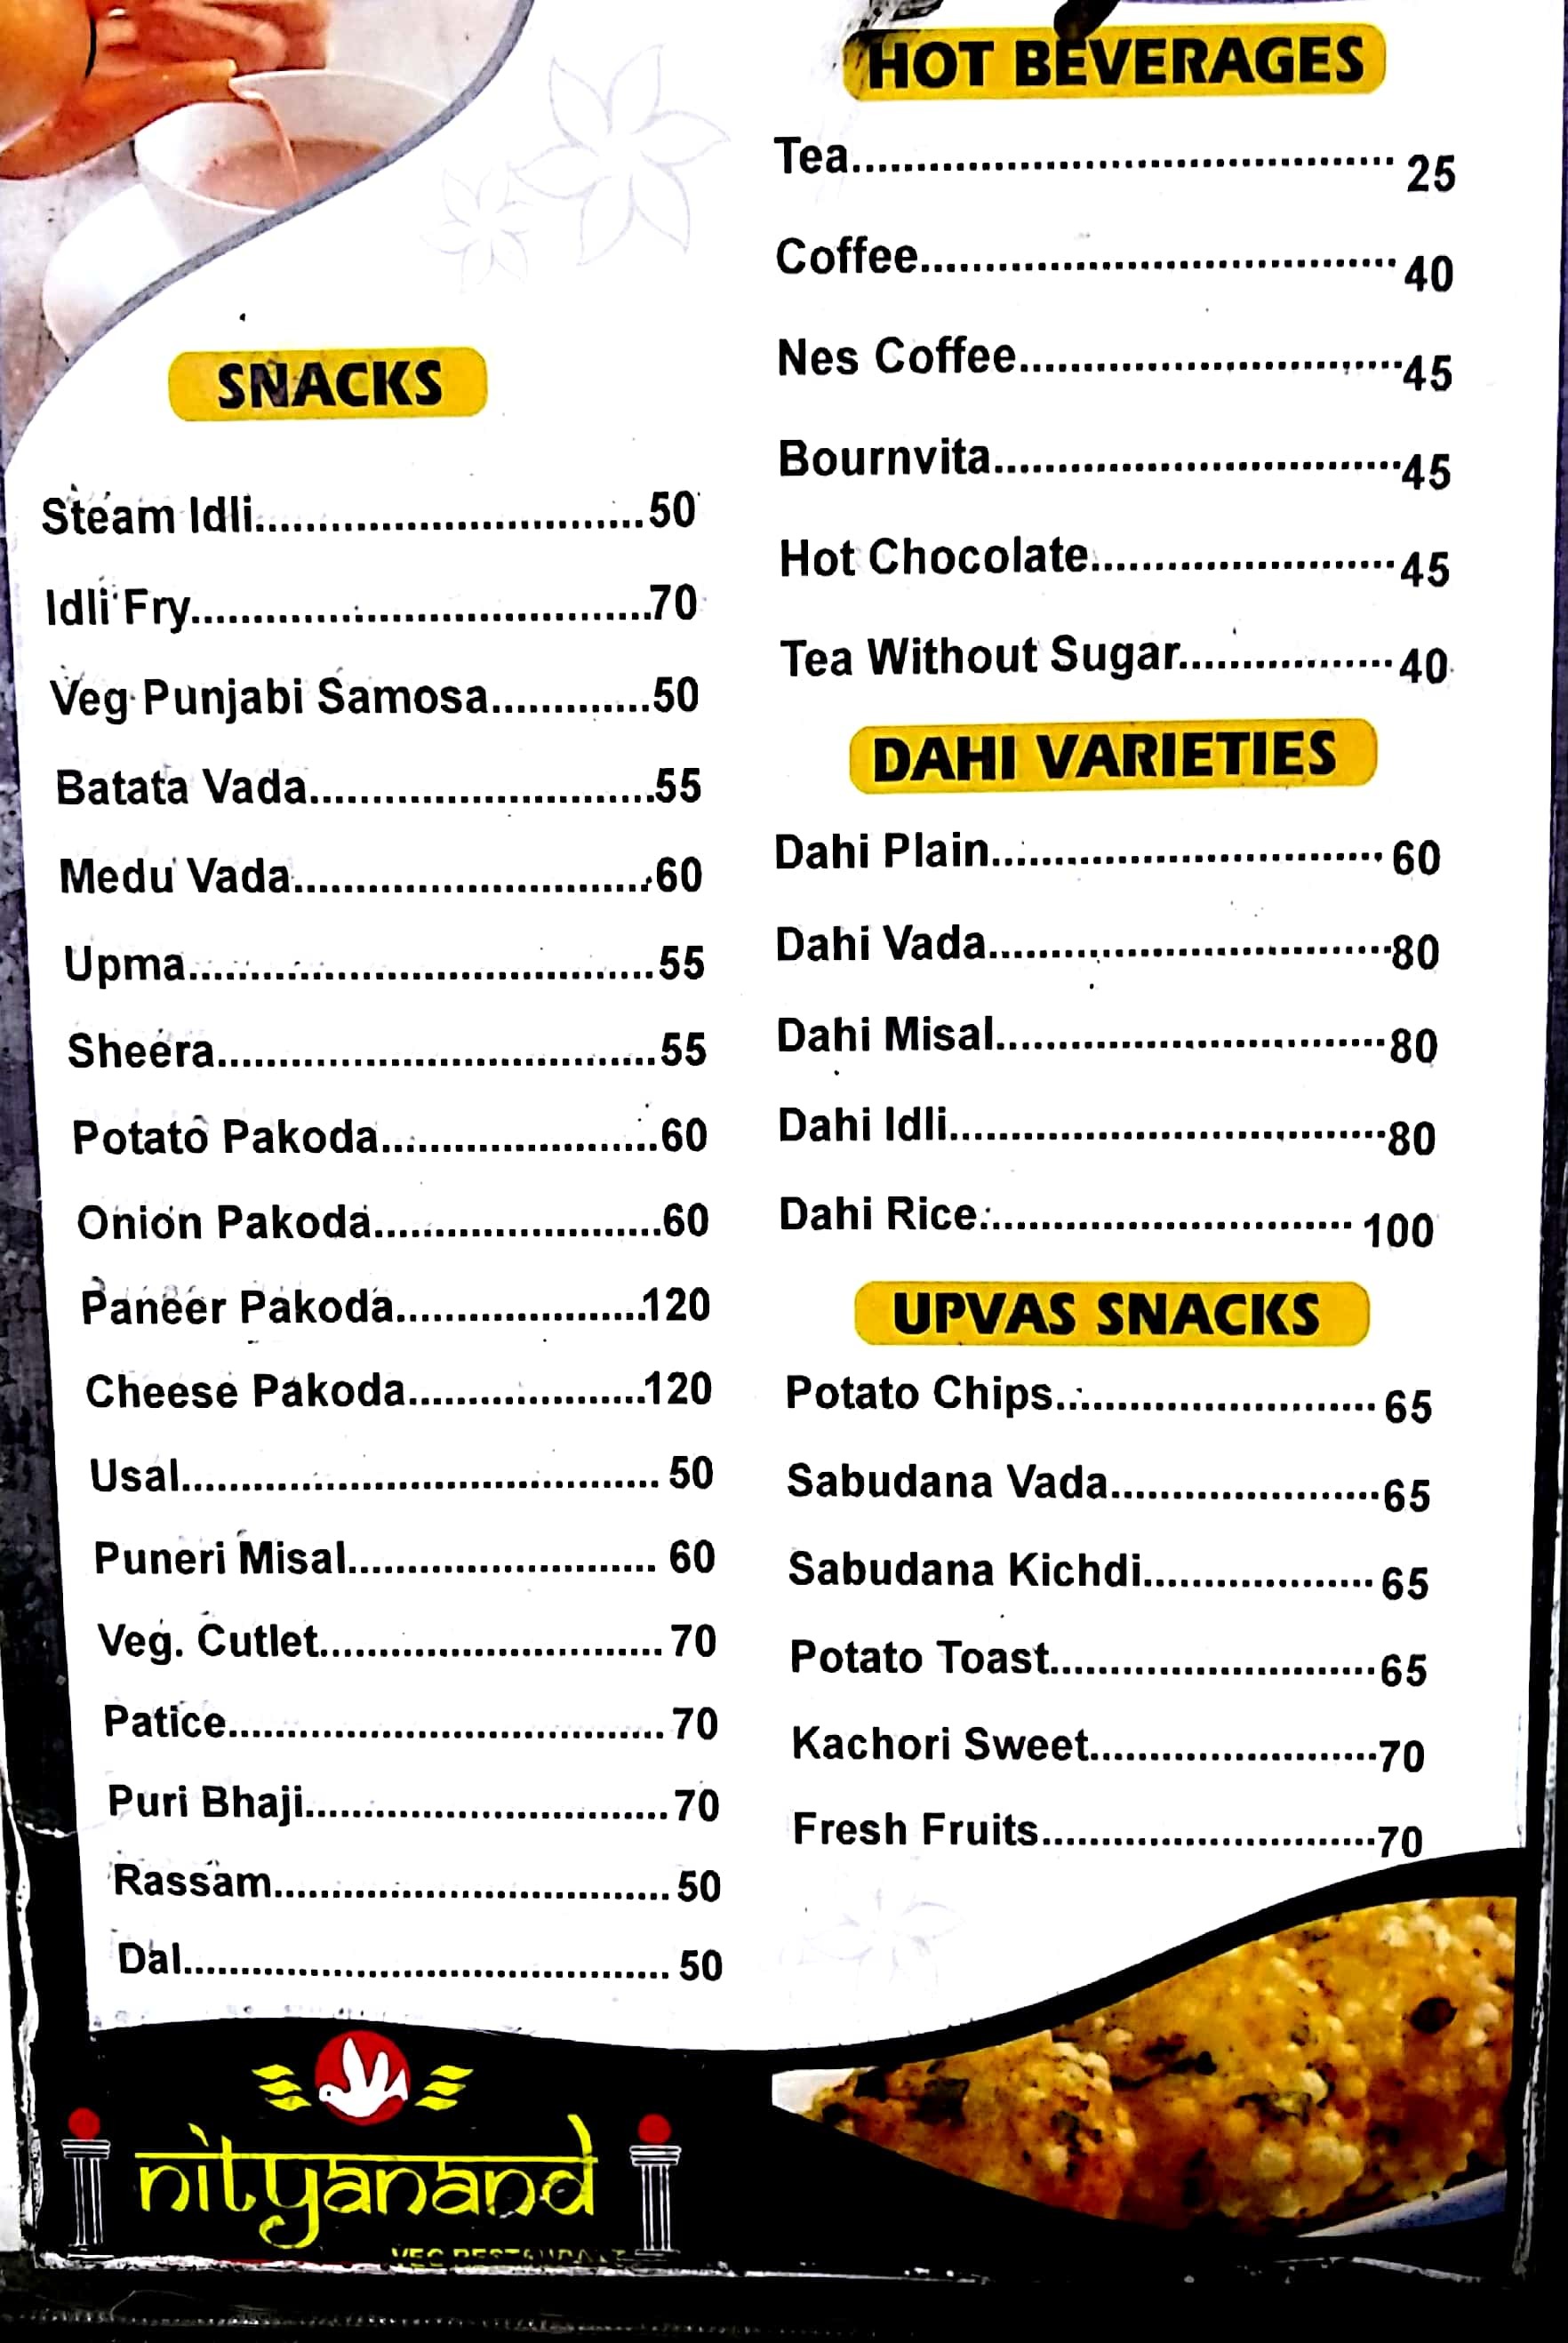 SNACKS
Steam Idli..............................50
Idli Fry....................................70
Veg Punjabi Samosa.............50
Batata Vada...........................55
Medu Vada............................60
Upma.....................................55
Sheera...................................55
Potato Pakoda......................60
Onion Pakoda.......................60
Paneer Pakoda....................120
Cheese Pakoda...................120
Usal...................................... 50
Puneri Misal......................... 60
Veg. Cutlet............................ 70
Patice................................... 70
Puri Bhaji............................. 70
Rassam................................ 50
Dal........................................ 50
HOT BEVERAGES
Tea.......................................... 25
Coffee..................................... 40
Nes Coffee..............................45
Bournvita................................45
Hot Chocolate........................ 45
Tea Without Sugar................. 40
DAHI VARIETIES
Dahi Plain............................... 60
Dahi Vada................................80
Dahi Misal...............................80
Dahi Idli...................................80
Dahi Rice.............................. 100
UPVAS SNACKS
Potato Chips.......................... 65
Sabudana Vada......................65
Sabudana Kichdi................... 65
Potato Toast...........................65
Kachori Sweet........................70
Fresh Fruits............................70
nityanand
VEG RESTAURANT